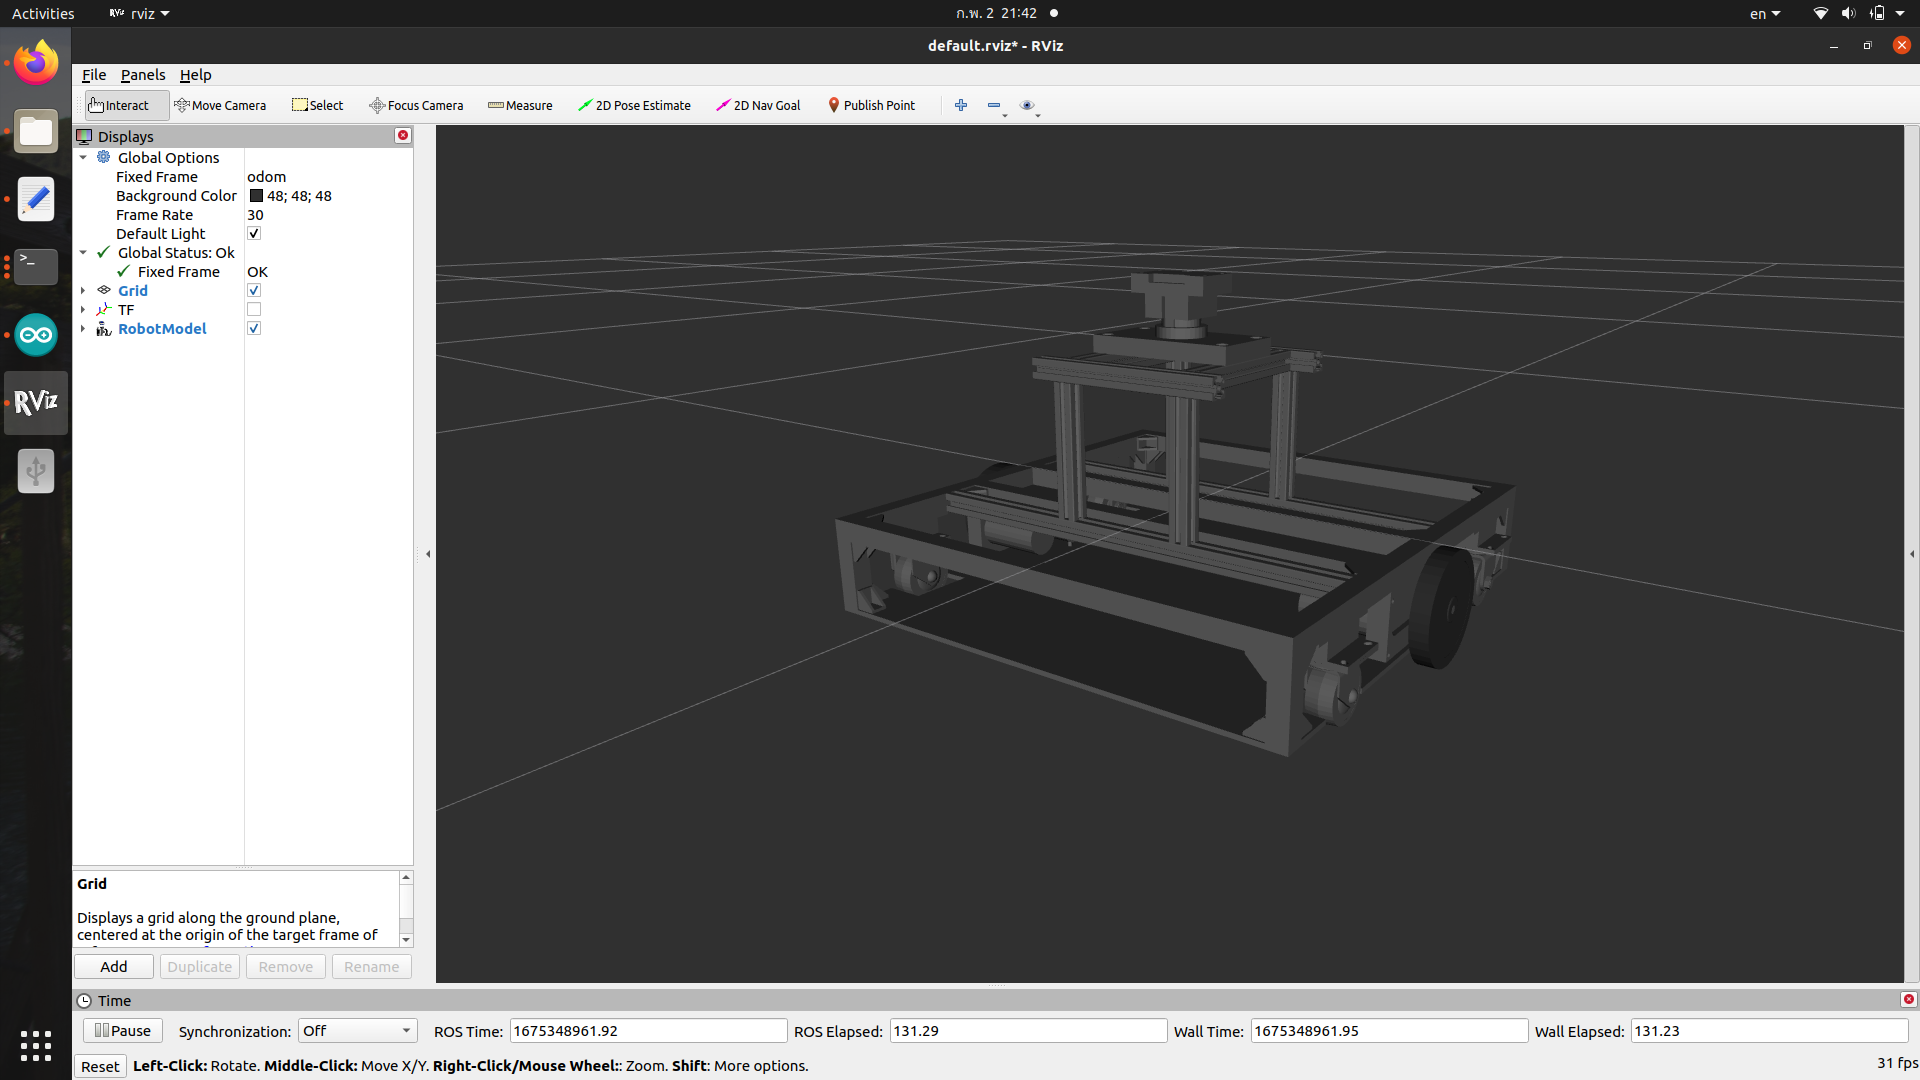 Activities
RViz rviz
ก.พ. 2 21:42
en
default.rviz* - RViz
File Panels Help
Interact Move Camera Select Focus Camera Measure 2D Pose Estimate 2D Nav Goal Publish Point
Displays
Global Options
Fixed Frame odom
Background Color 48; 48; 48
Frame Rate 30
Default Light
Global Status: Ok
Fixed Frame OK
Grid
TF
RobotModel
>_
RViz
Grid
Displays a grid along the ground plane,
centered at the origin of the target frame of
Add Duplicate Remove Rename
Time
Pause Synchronization: Off ROS Time: 1675348961.92 ROS Elapsed: 131.29 Wall Time: 1675348961.95 Wall Elapsed: 131.23
Reset Left-Click: Rotate. Middle-Click: Move X/Y. Right-Click/Mouse Wheel:: Zoom. Shift: More options. 31 fps